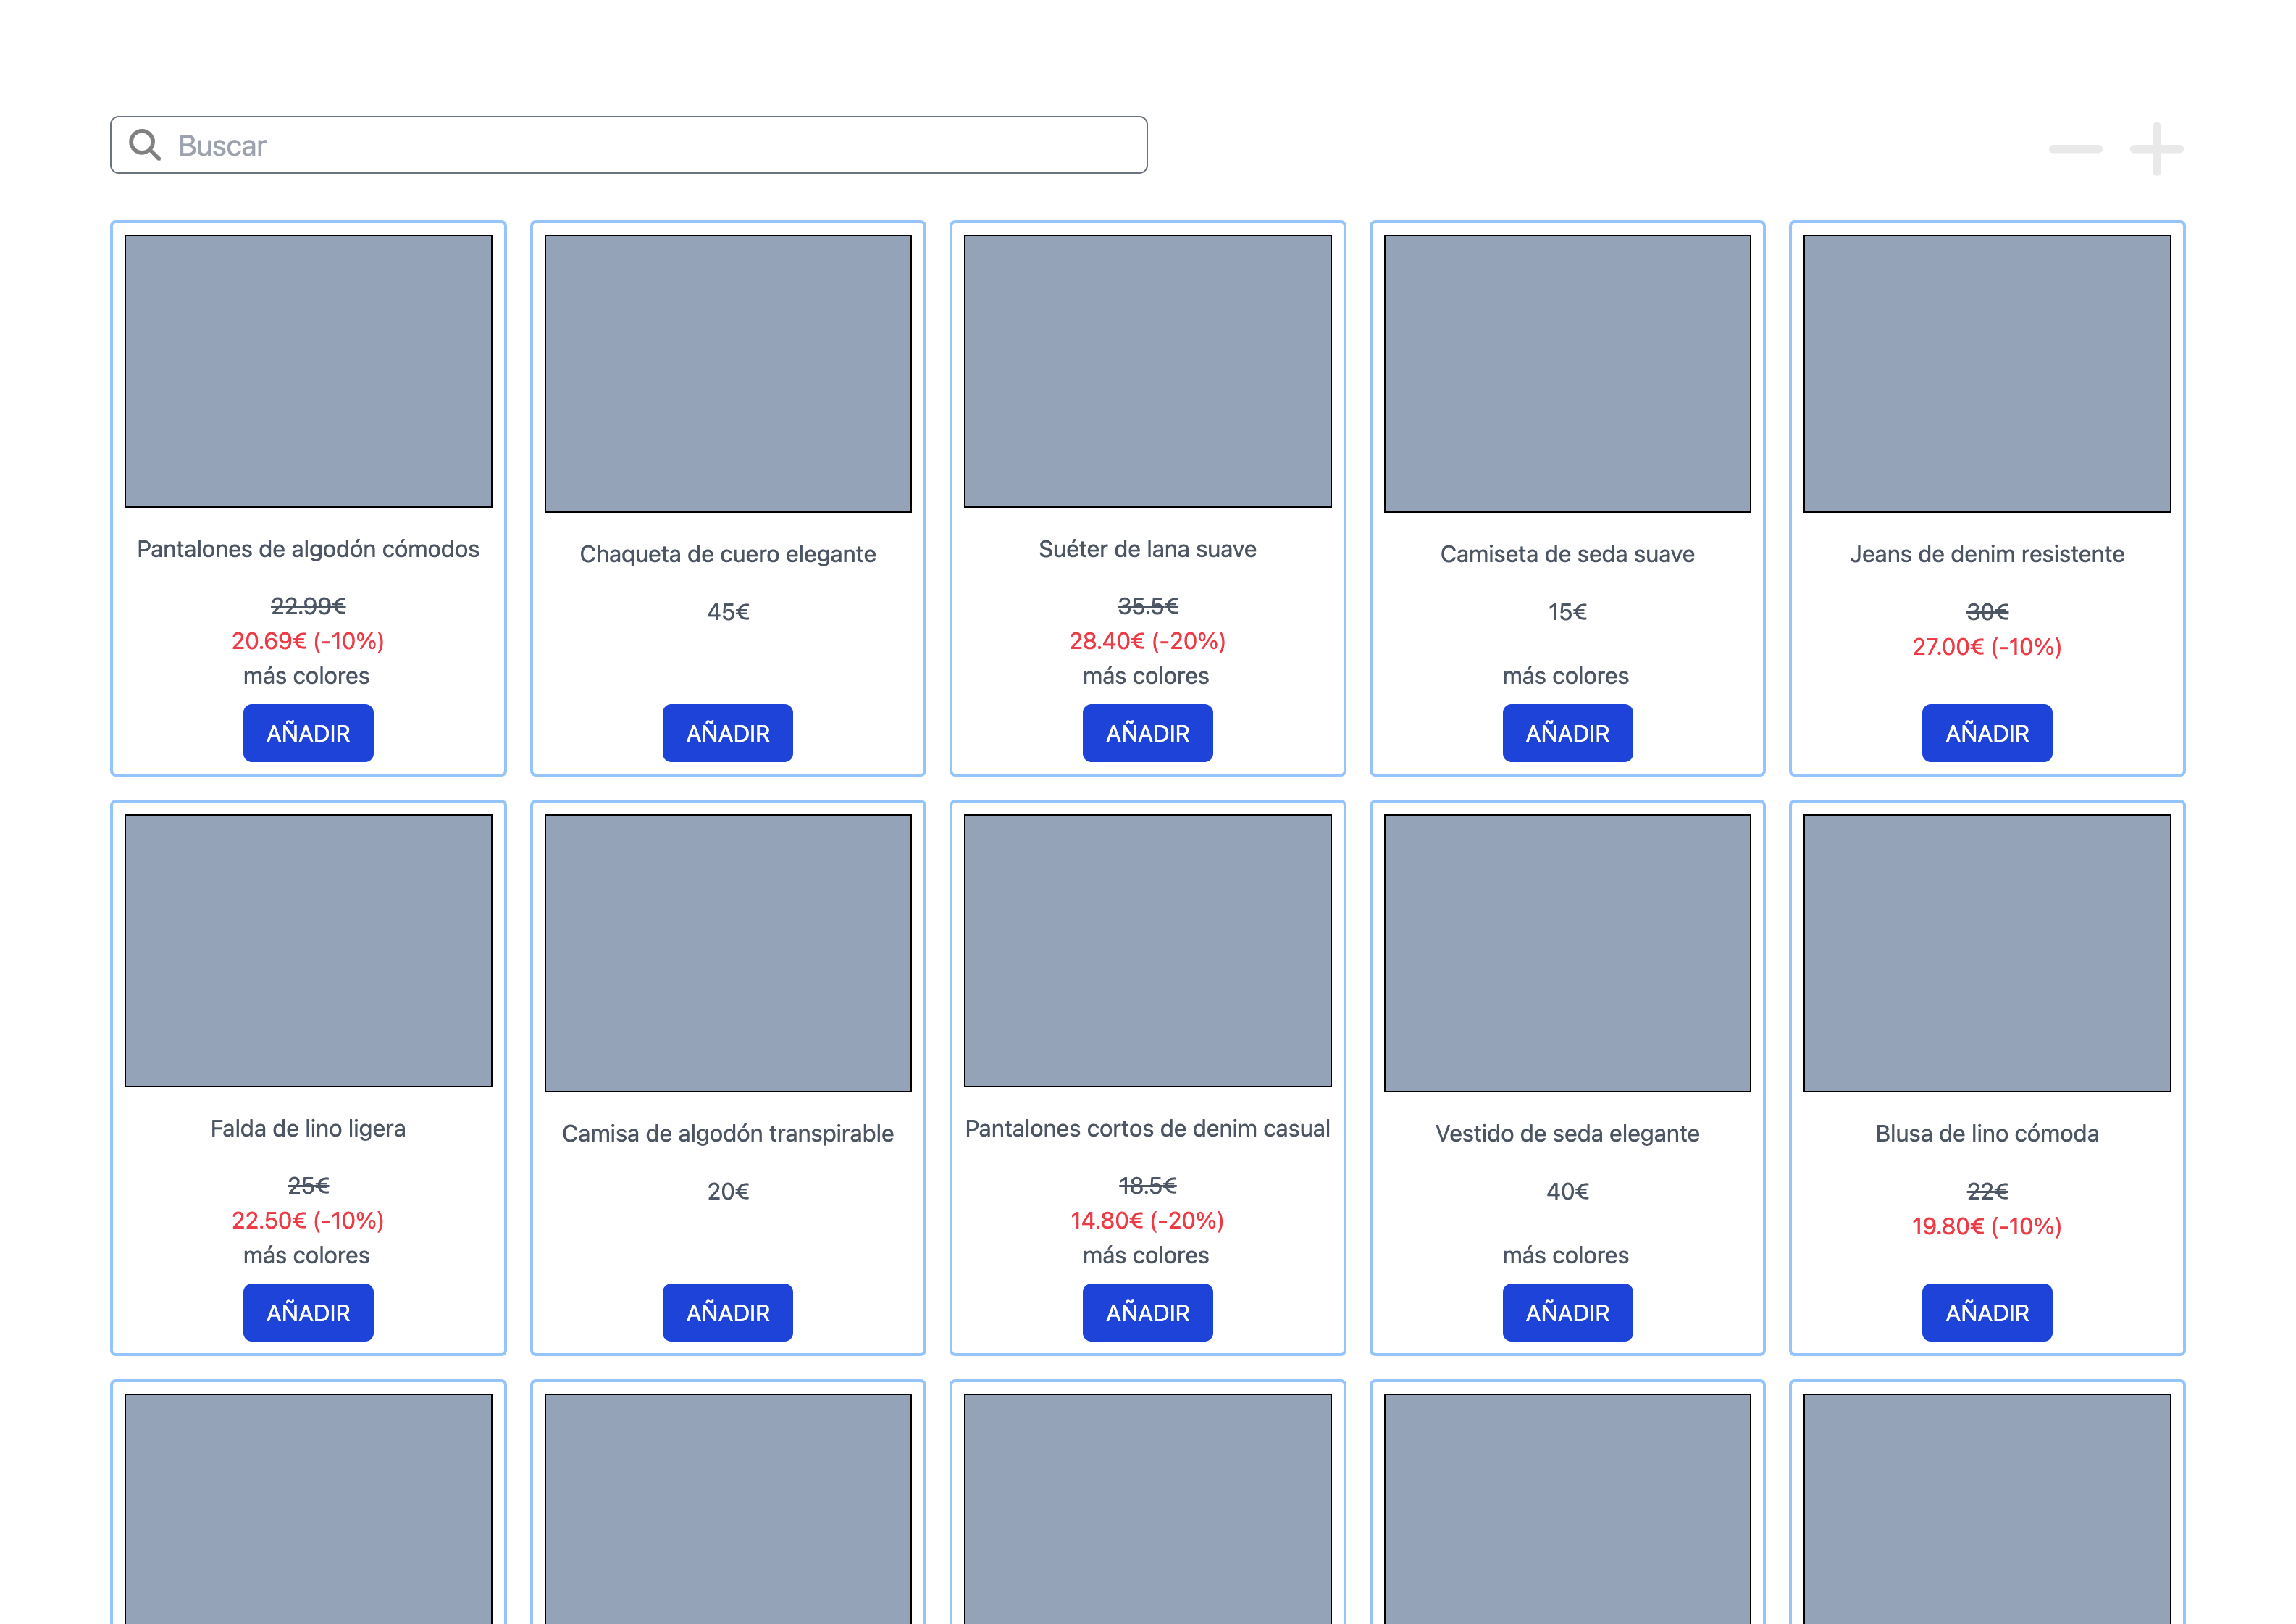 Buscar
Pantalones de algodón cómodos
22.99€
20.69€ (-10%)
más colores
AÑADIR
Chaqueta de cuero elegante
45€
AÑADIR
Suéter de lana suave
35.5€
28.40€ (-20%)
más colores
AÑADIR
Camiseta de seda suave
15€
más colores
AÑADIR
Jeans de denim resistente
30€
27.00€ (-10%)
AÑADIR
Falda de lino ligera
25€
22.50€ (-10%)
más colores
AÑADIR
Camisa de algodón transpirable
20€
AÑADIR
Pantalones cortos de denim casual
18.5€
14.80€ (-20%)
más colores
AÑADIR
Vestido de seda elegante
40€
más colores
AÑADIR
Blusa de lino cómoda
22€
19.80€ (-10%)
AÑADIR